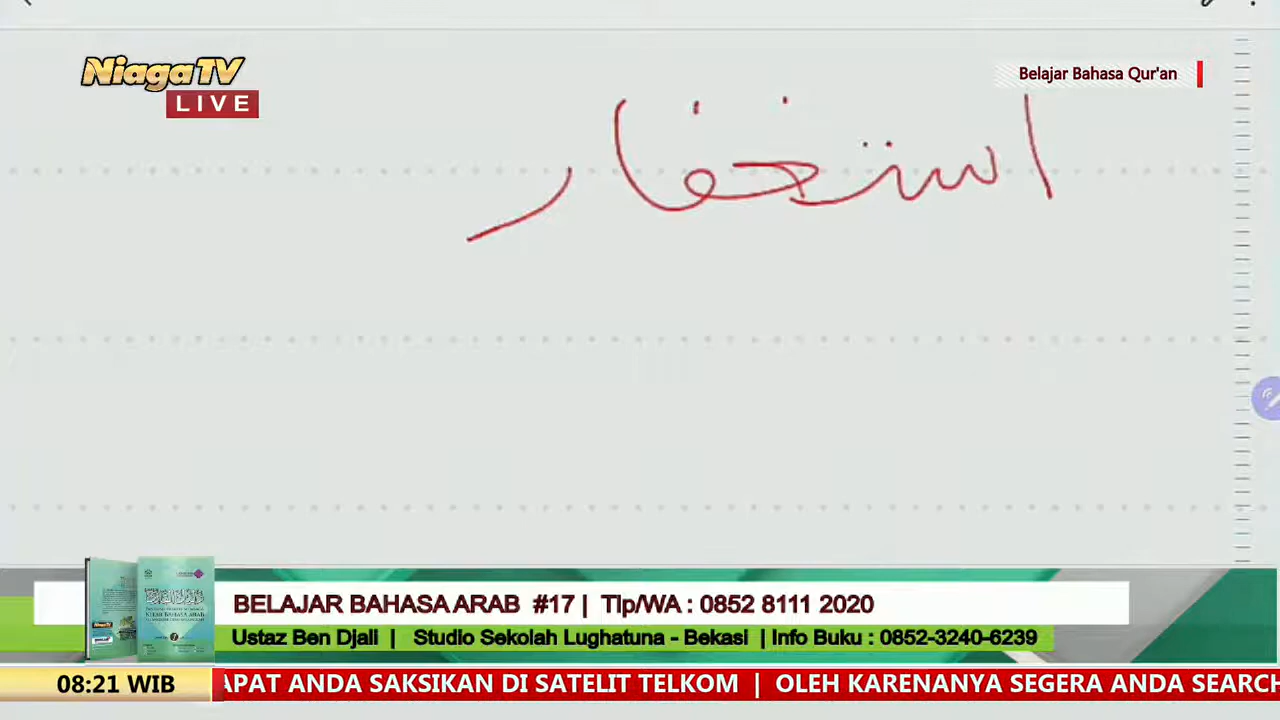 NiagaTV
LIVE
Belajar Bahasa Qur'an
استغفار
BELAJAR BAHASA ARAB #17 | Tlp/WA : 0852 8111 2020
Ustaz Ben Djali | Studio Sekolah Lughatuna - Bekasi | Info Buku : 0852-3240-6239
08:21 WIB
APAT ANDA SAKSIKAN DI SATELIT TELKOM | OLEH KARENANYA SEGERA ANDA SEARCH